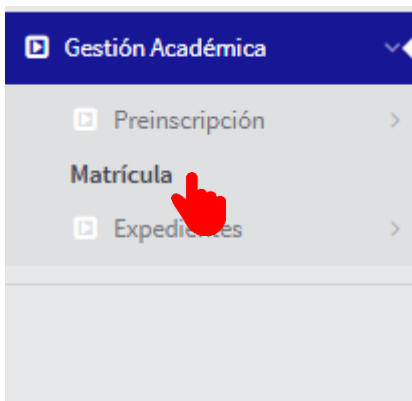 Gestión Académica
Preinscripción
Matrícula
Expedientes